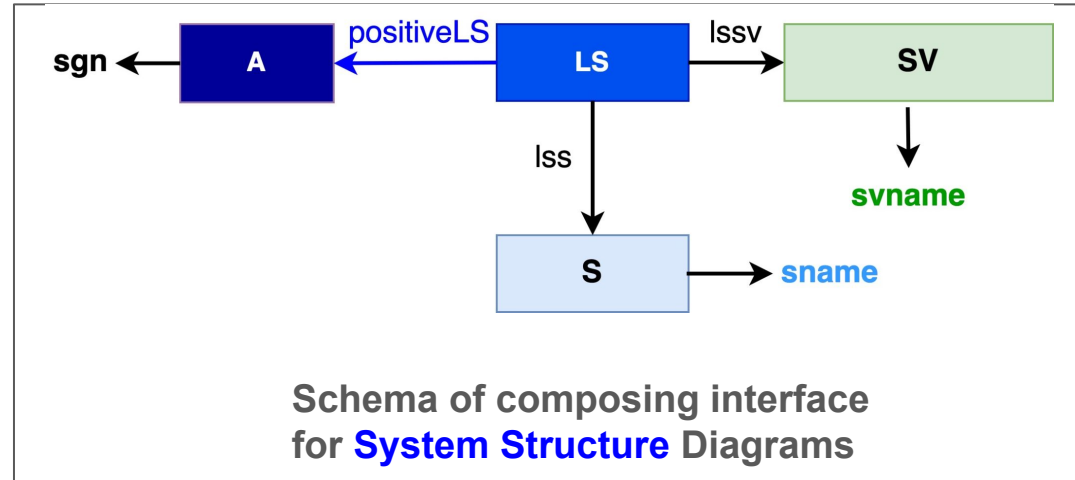 positiveLS
lssv
sgn
A
LS
SV
lss
svname
S
sname
Schema of composing interface
for System Structure Diagrams